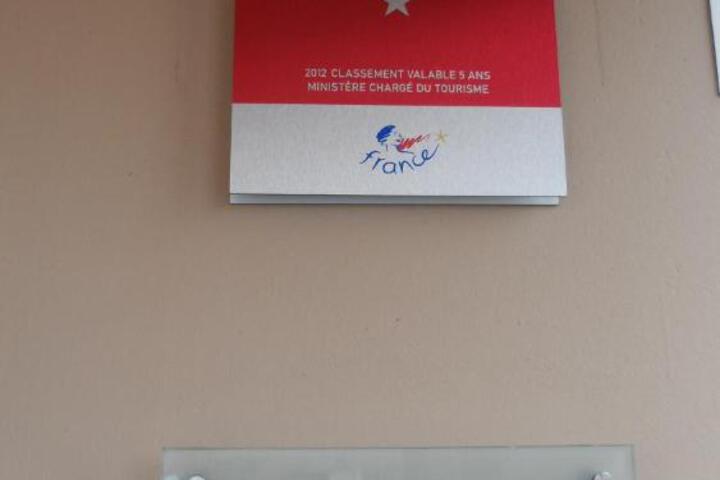 2012 CLASSEMENT VALABLE 5 ANS
MINISTÈRE CHARGÉ DU TOURISME
france